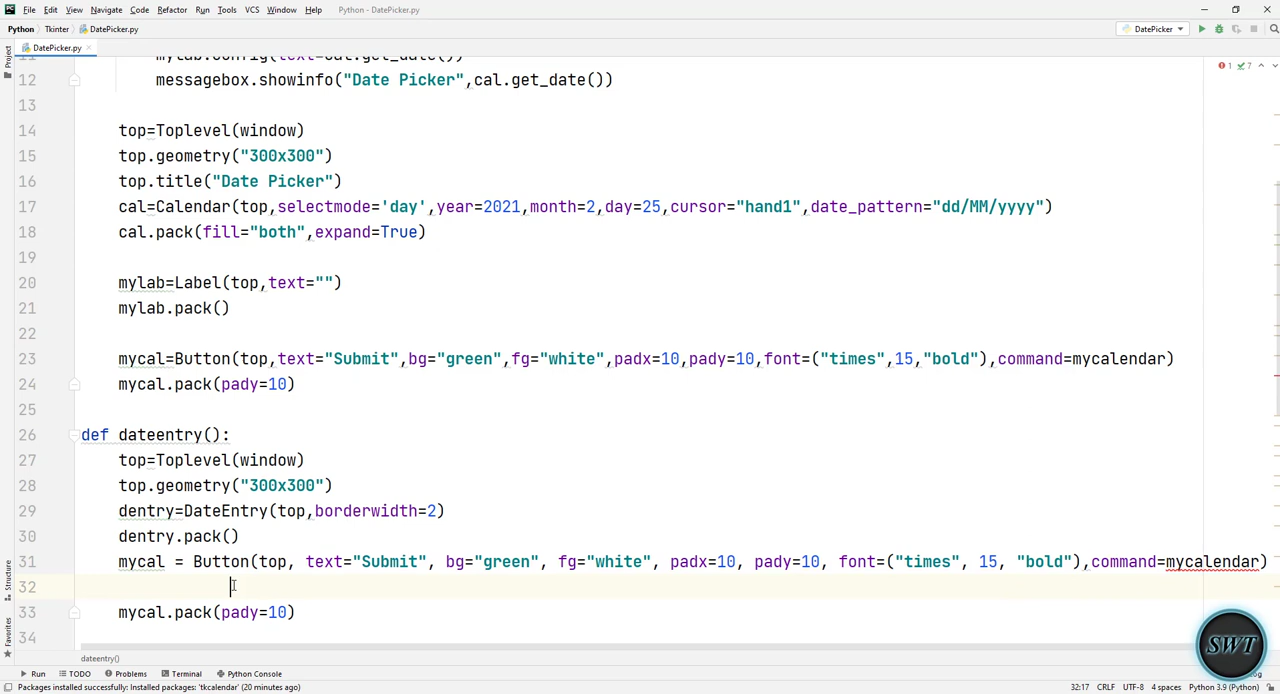 File Edit View Navigate Code Refactor Run Tools VCS Window Help Python - DatePicker.py
Python Tkinter DatePicker.py DatePicker
DatePicker.py
Project
1 7
12 messagebox.showinfo("Date Picker",cal.get_date())
13
14 top=Toplevel(window)
15 top.geometry("300x300")
16 top.title("Date Picker")
17 cal=Calendar(top,selectmode='day',year=2021,month=2,day=25,cursor="hand1",date_pattern="dd/MM/yyyy")
18 cal.pack(fill="both",expand=True)
19
20 mylab=Label(top,text="")
21 mylab.pack()
22
23 mycal=Button(top,text="Submit",bg="green",fg="white",padx=10,pady=10,font=("times",15,"bold"),command=mycalendar)
24 mycal.pack(pady=10)
25
26 def dateentry():
27 top=Toplevel(window)
28 top.geometry("300x300")
29 dentry=DateEntry(top,borderwidth=2)
30 dentry.pack()
31 mycal = Button(top, text="Submit", bg="green", fg="white", padx=10, pady=10, font=("times", 15, "bold"),command=mycalendar)
32
33 mycal.pack(pady=10)
34
Structure
Favorites
SWT
dateentry()
Run TODO Problems Terminal Python Console
Packages installed successfully: Installed packages: 'tkcalendar' (20 minutes ago) 32:17 CRLF UTF-8 4 spaces Python 3.9 (Python)